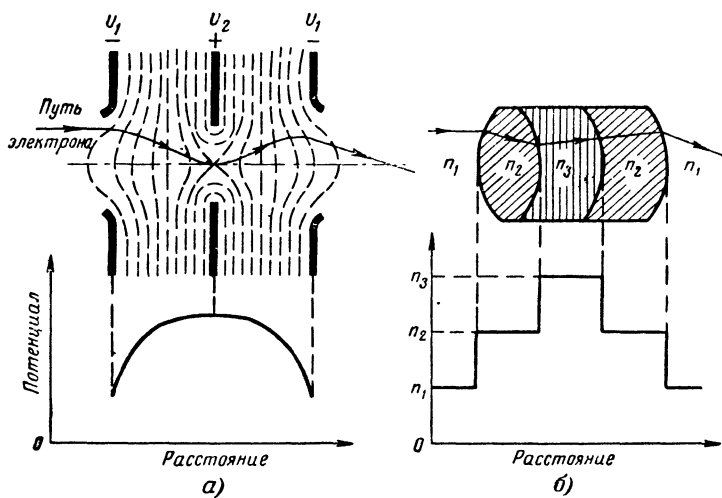 U₁ U₂ U₁
− + −
Путь
электрона
n₁ n₂ n₃ n₂ n₁
Потенциал
0
Расстояние
а)
n₃
n₂
n₁
0
Расстояние
б)